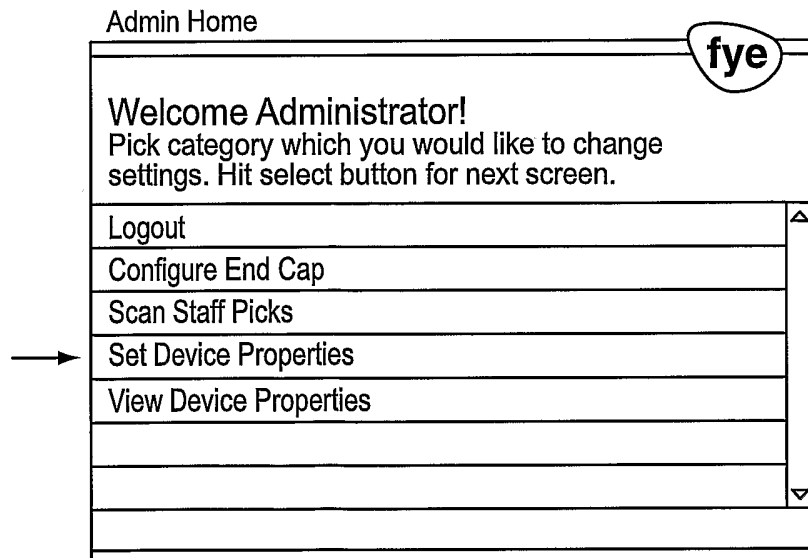 Admin Home
fye
Welcome Administrator!
Pick category which you would like to change
settings. Hit select button for next screen.
Logout
Configure End Cap
Scan Staff Picks
Set Device Properties
View Device Properties